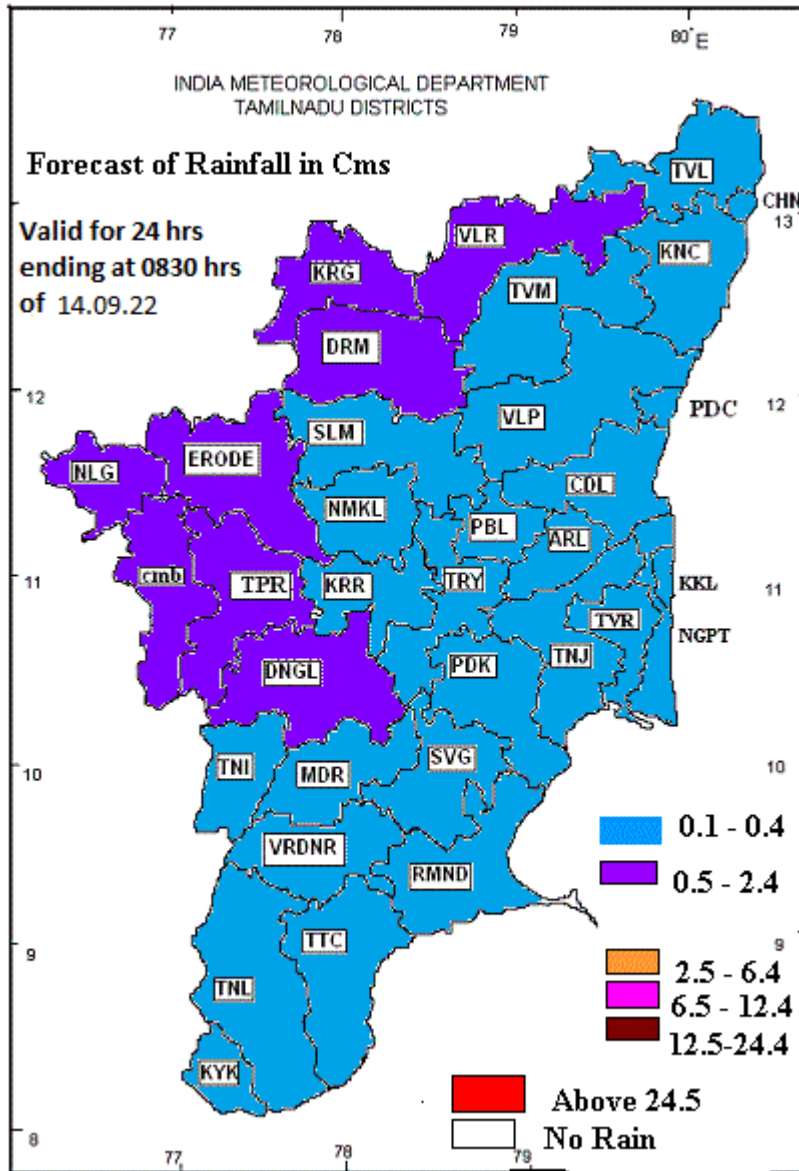 77 78 79 80° E
INDIA METEOROLOGICAL DEPARTMENT
TAMILNADU DISTRICTS
Forecast of Rainfall in Cms
TVL
CHN
13
Valid for 24 hrs
ending at 0830 hrs
of 14.09.22
VLR
KNC
KRG
TVM
DRM
12
12
PDC
SLM
VLP
ERODE
NLG
CDL
NMKL
PBL
ARL
11
cmb
TPR
KRR
TRY
KKL
11
TVR
NGPT
DNGL
PDK
TNJ
10
TNI
MDR
SVG
10
0.1 - 0.4
VRDNR
RMND
0.5 - 2.4
9
TTC
9
2.5 - 6.4
TNL
6.5 - 12.4
12.5-24.4
KYK
Above 24.5
8
No Rain
77 78 79